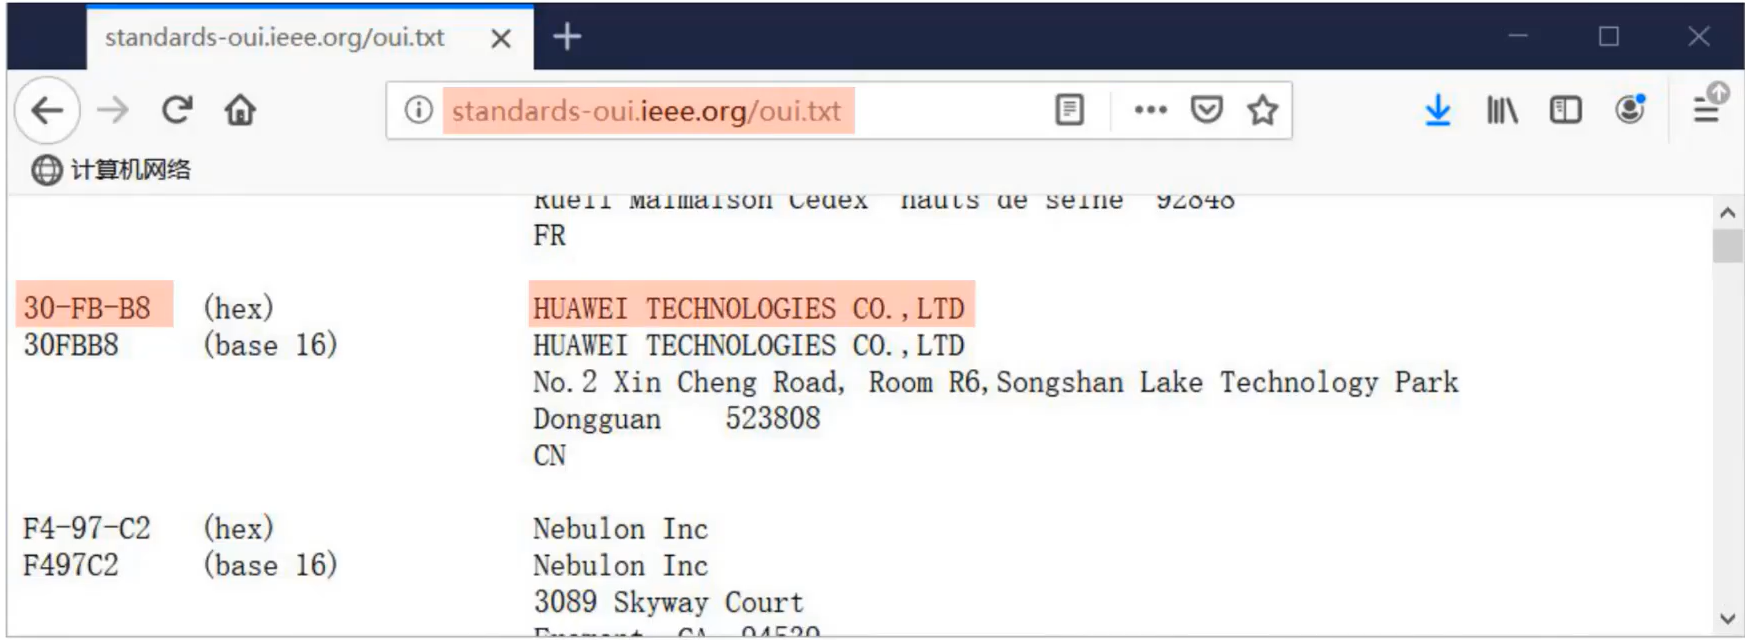 standards-oui.ieee.org/oui.txt
standards-oui.ieee.org/oui.txt
计算机网络
Rueil Malmaison Cedex hauts de seine 92848
FR
30-FB-B8 (hex) HUAWEI TECHNOLOGIES CO.,LTD
30FBB8 (base 16) HUAWEI TECHNOLOGIES CO.,LTD
No.2 Xin Cheng Road, Room R6,Songshan Lake Technology Park
Dongguan 523808
CN
F4-97-C2 (hex) Nebulon Inc
F497C2 (base 16) Nebulon Inc
3089 Skyway Court
Fremont CA 94539